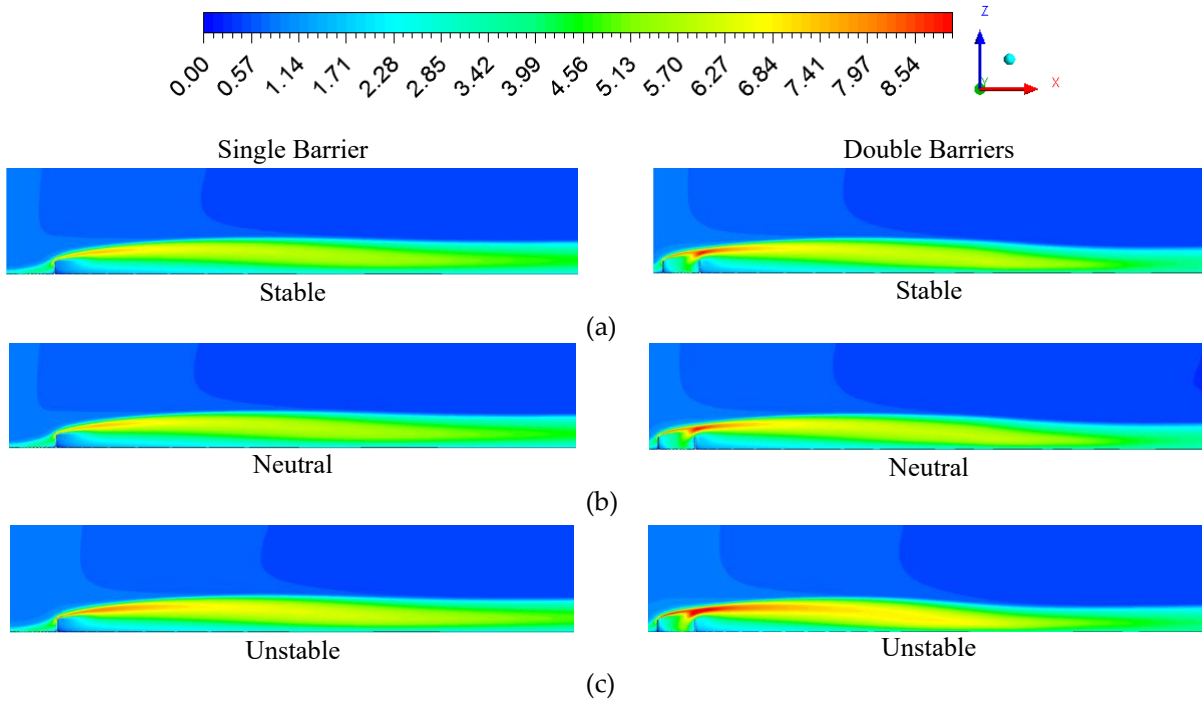 0.00 0.57 1.14 1.71 2.28 2.85 3.42 3.99 4.56 5.13 5.70 6.27 6.84 7.41 7.97 8.54
Z
Y
X
Single Barrier Double Barriers
Stable Stable
(a)
Neutral Neutral
(b)
Unstable Unstable
(c)